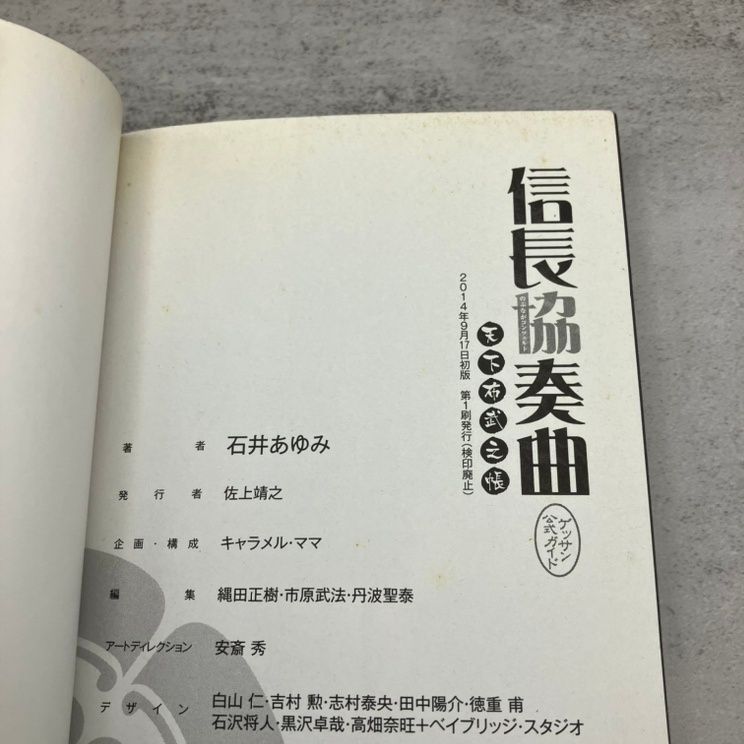 信長協奏曲
のぶながコンツェルト
天下布武之帳
ゲッサン
公式ガイド
2014年9月17日初版 第1刷発行(検印廃止)
著者 石井あゆみ
発行者 佐上靖之
企画・構成 キャラメル・ママ
編集 縄田正樹・市原武法・丹波聖泰
アートディレクション 安斎 秀
デザイン 白山 仁・吉村 勲・志村泰央・田中陽介・徳重 甫
石沢将人・黒沢卓哉・高畑奈旺+ベイブリッジ・スタジオ